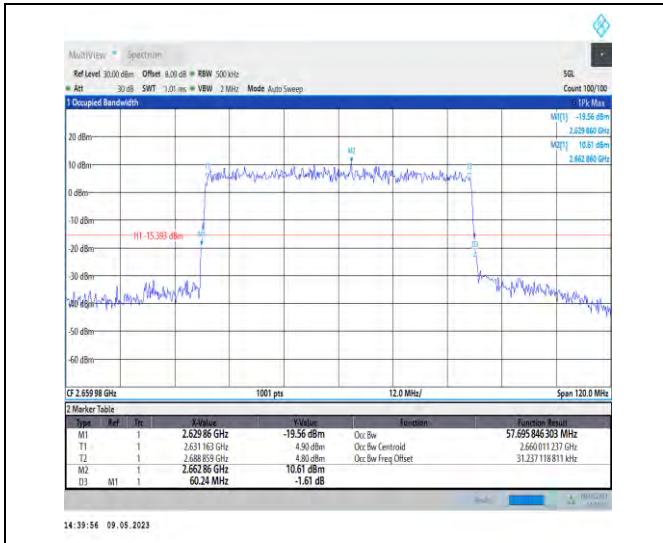 MultiView Spectrum
Ref Level 30.00 dBm Offset 8.00 dB RBW 500 kHz SGL
Att 30 dB SWT 1.01 ms VBW 2 MHz Mode Auto Sweep Count 100/100
1 Occupied Bandwidth 1Pk Max
M1[1] -19.56 dBm
2.629 860 GHz
M2[1] 10.61 dBm
2.662 860 GHz
20 dBm
M2
10 dBm
0 dBm
-10 dBm
H1 -15.393 dBm
-20 dBm
D3
-30 dBm
-40 dBm
-50 dBm
-60 dBm
CF 2.659 98 GHz 1001 pts 12.0 MHz/ Span 120.0 MHz
2 Marker Table
Type Ref Trc X-Value Y-Value Function Function Result
M1 1 2.629 86 GHz -19.56 dBm Occ Bw 57.695 846 303 MHz
T1 1 2.631 163 GHz 4.90 dBm Occ Bw Centroid 2.660 011 237 GHz
T2 1 2.688 859 GHz 4.80 dBm Occ Bw Freq Offset 31.237 118 811 kHz
M2 1 2.662 86 GHz 10.61 dBm
D3 M1 1 60.24 MHz -1.61 dB
14:39:56 09.05.2023